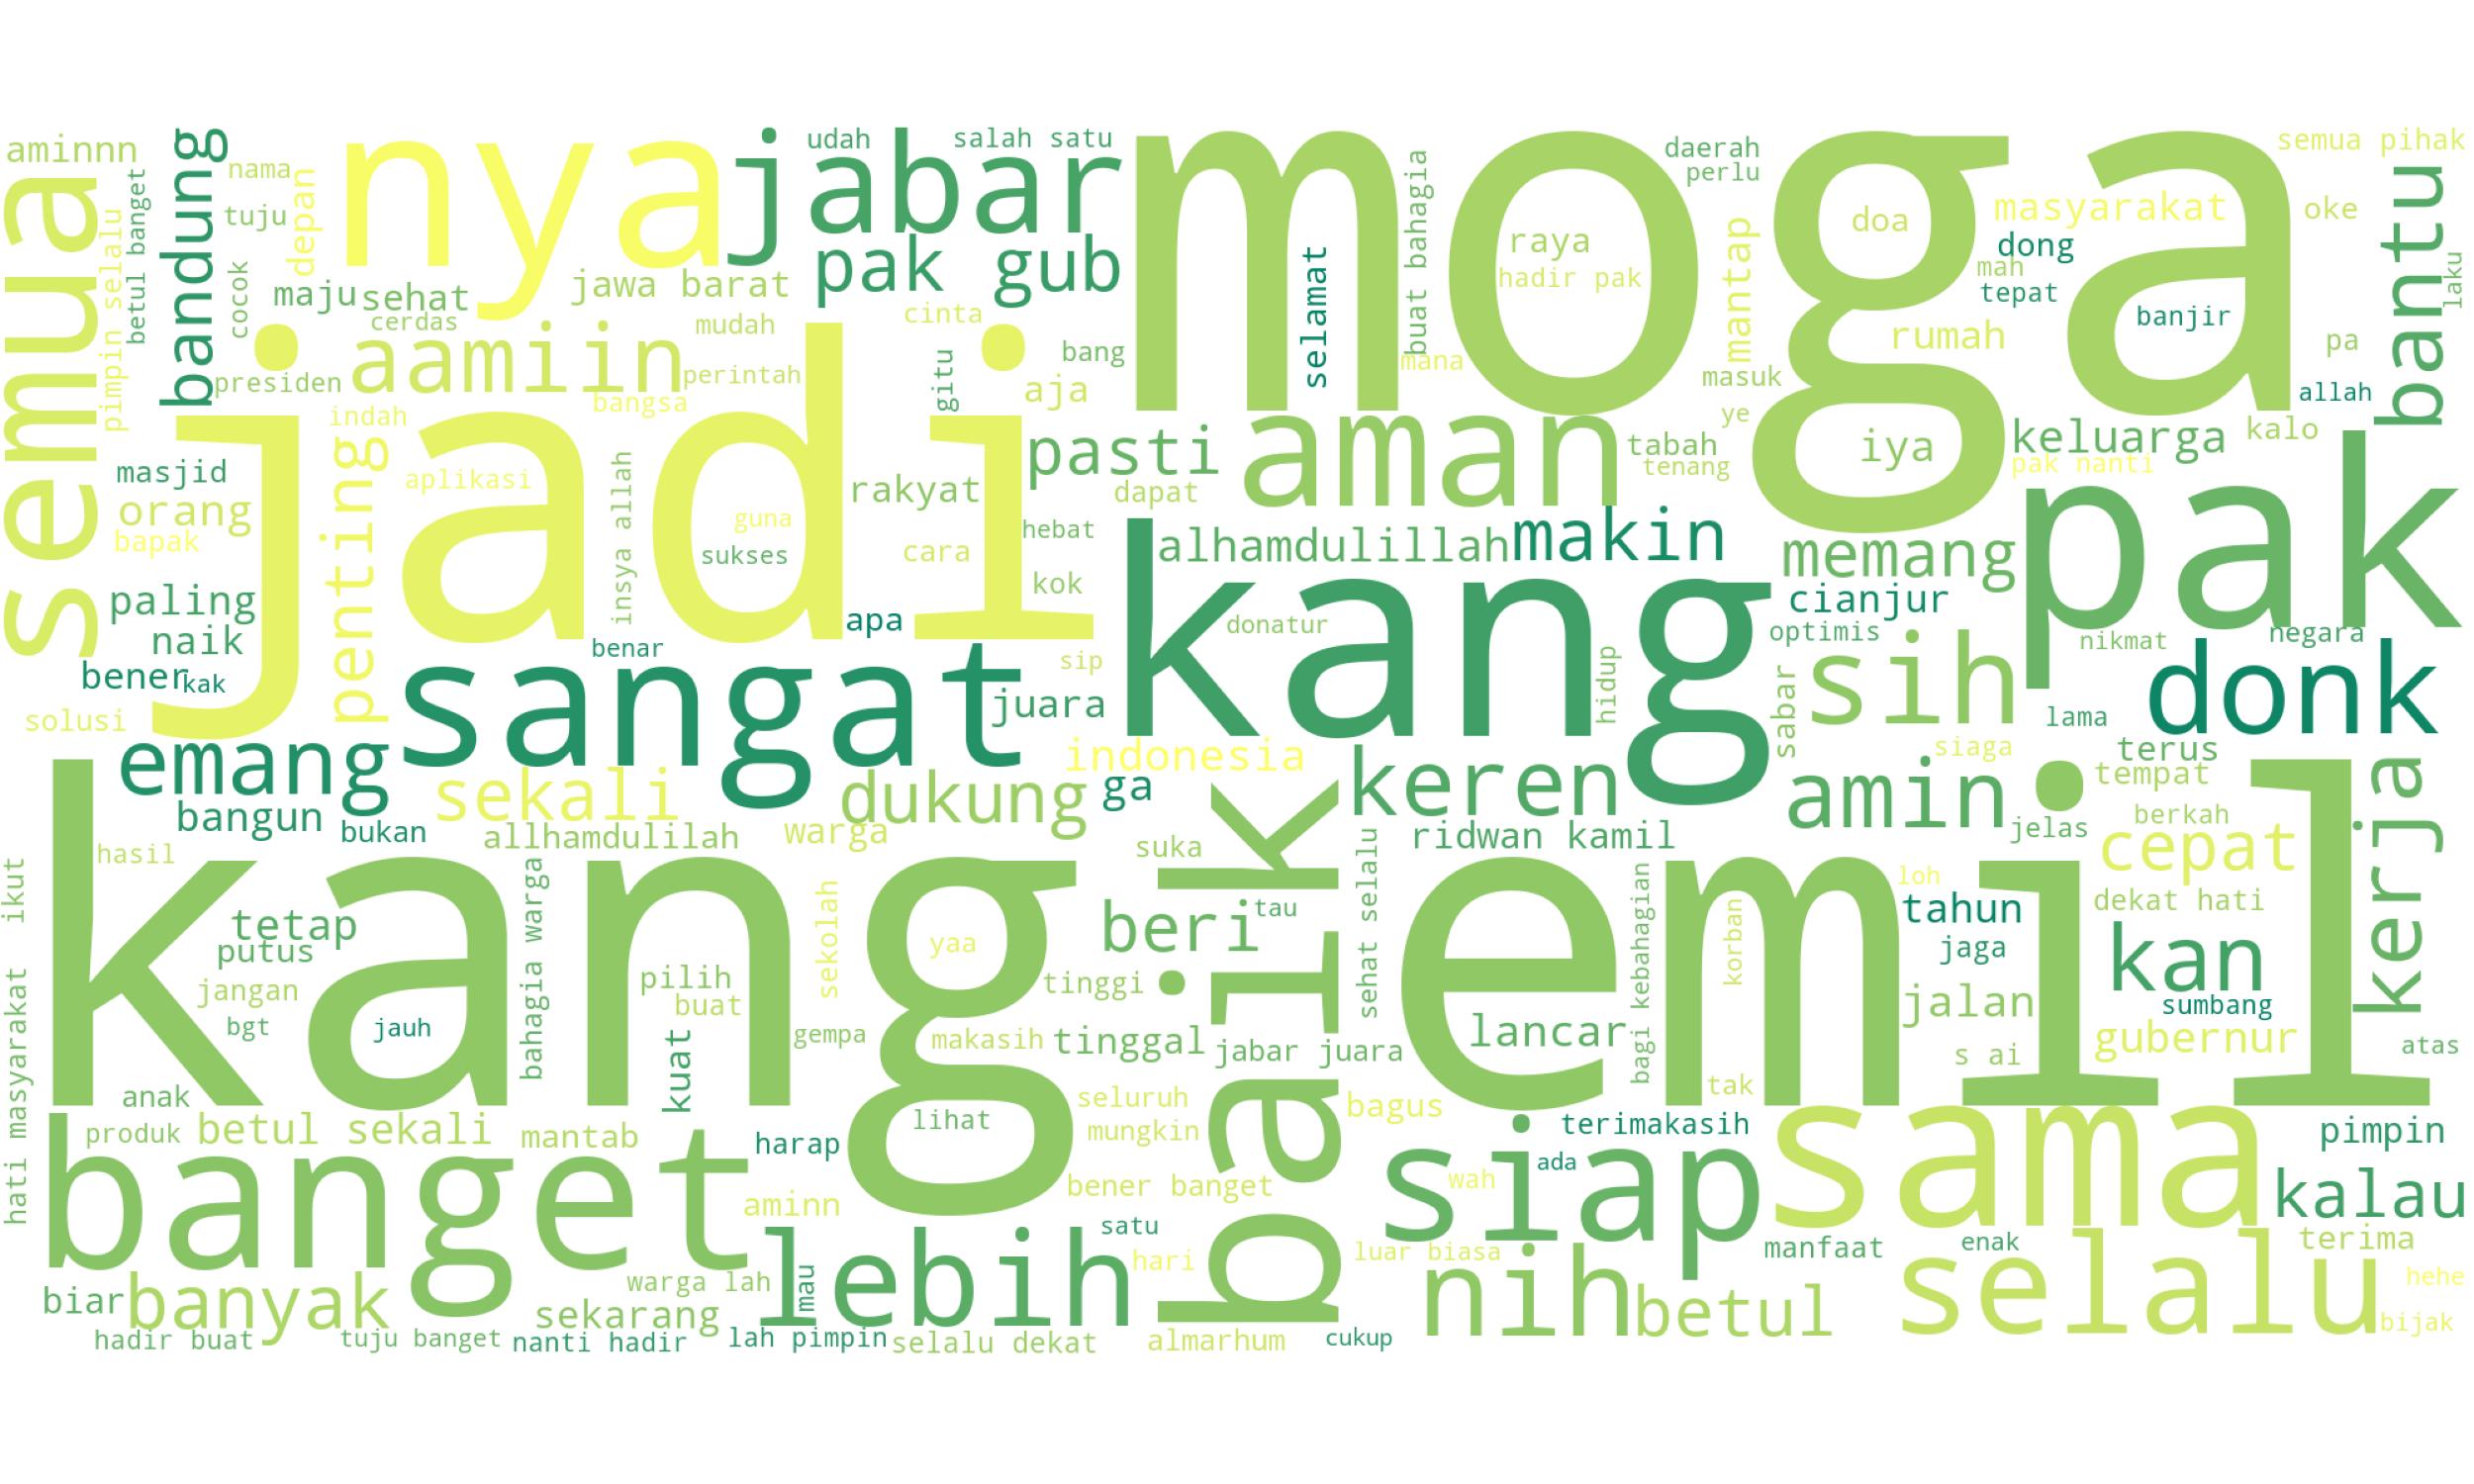 aminnn
semua
betul banget
pimpin selalu
bandung
nama
tuju
depan
cocok
nya
jabar
udah
salah satu
pak gub
jawa barat
maju
sehat
cerdas
mudah
cinta
moga
selamat
buat bahagia
raya
hadir pak
daerah
perlu
mantap
doa
masyarakat
dong
mah
tepat
banjir
semua pihak
oke
bantu
laku
rumah
pa
allah
presiden
aamiin
perintah
bangsa
indah
gitu
bang
aja
mana
masuk
ye
jadi
masjid
orang
bapak
penting
aplikasi
insya allah
guna
sukses
rakyat
cara
pasti
dapat
hebat
kok
aman
tabah
tenang
iya
keluarga
kalo
pak nanti
pak
alhamdulillah
makin
memang
cianjur
optimis
nikmat
negara
paling
naik
bener
kak
solusi
benar
apa
sip
sangat
juara
kang
donatur
hidup
sabar
sih
siaga
lama
donk
terus
emang
bangun
bukan
sekali
dukung
indonesia
ga
keren
amin
jelas
tempat
berkah
cepat
kerja
allhamdulilah
warga
suka
ridwan kamil
hasil
ikut
hati masyarakat
kang emil
tetap
putus
jangan
bgt
jauh
bahagia warga
pilih
buat
kuat
sekolah
gempa
yaa
makasih
lihat
beri
tau
tinggi
tinggal
baik
sehat selalu
jabar juara
lancar
bagi kebahagian
korban
loh
tak
tahun
jaga
jalan
s ai
dekat hati
kan
sumbang
gubernur
atas
anak
produk
betul sekali
mantab
harap
seluruh
mungkin
bagus
terimakasih
sama
pimpin
banget
aminn
bener banget
siap
ada
wah
kalau
satu
hari
luar biasa
manfaat
enak
terima
hehe
bijak
biar
banyak
sekarang
warga lah
mau
lebih
nih
betul
selalu
hadir buat
tuju banget
nanti hadir
lah pimpin
selalu dekat
almarhum
cukup